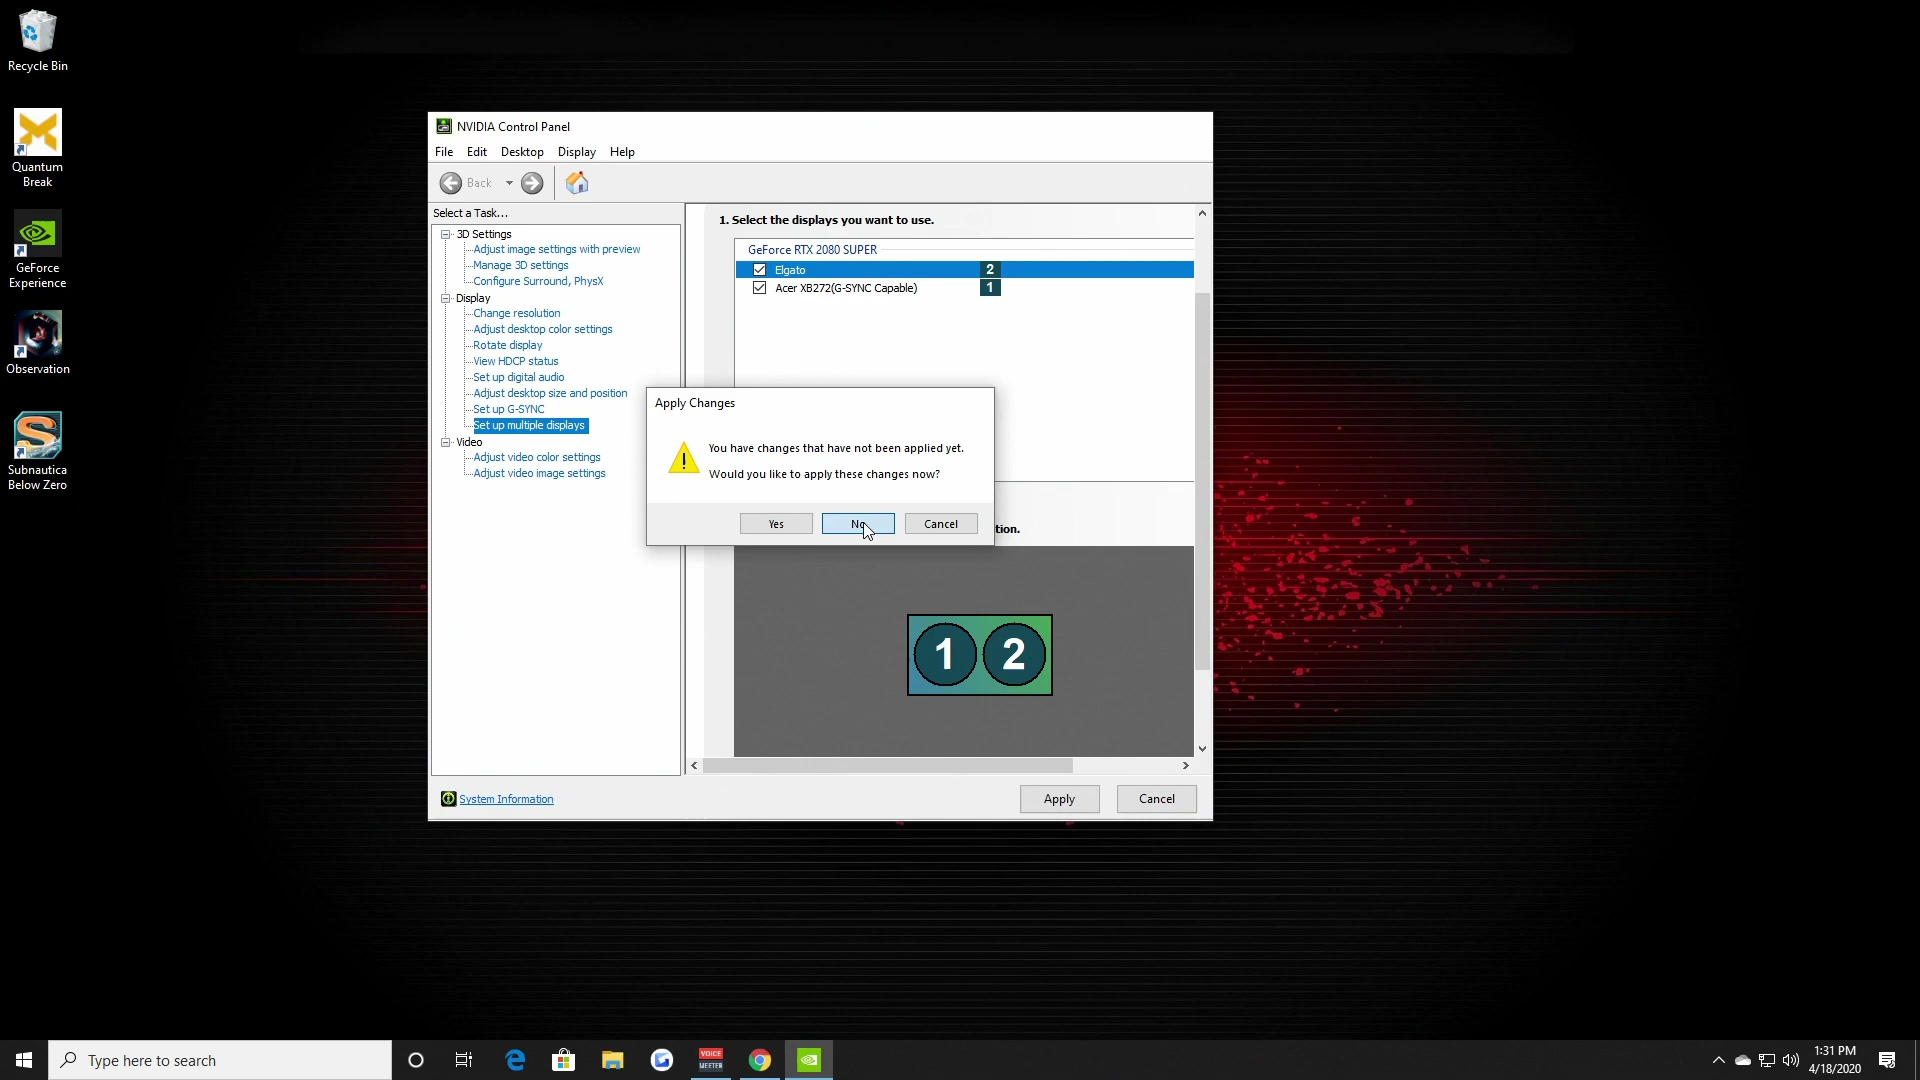 Recycle Bin
Quantum
Break
GeForce
Experience
Observation
Subnautica
Below Zero
NVIDIA Control Panel
File Edit Desktop Display Help
Back
Select a Task...
3D Settings
Adjust image settings with preview
Manage 3D settings
Configure Surround, PhysX
Display
Change resolution
Adjust desktop color settings
Rotate display
View HDCP status
Set up digital audio
Adjust desktop size and position
Set up G-SYNC
Set up multiple displays
Video
Adjust video color settings
Adjust video image settings
1. Select the displays you want to use.
GeForce RTX 2080 SUPER
Elgato 2
Acer XB272(G-SYNC Capable) 1
Apply Changes
You have changes that have not been applied yet.
Would you like to apply these changes now?
Yes No Cancel
tion.
1 2
System Information
Apply Cancel
Type here to search
VOICE
MEETER
1:31 PM
4/18/2020